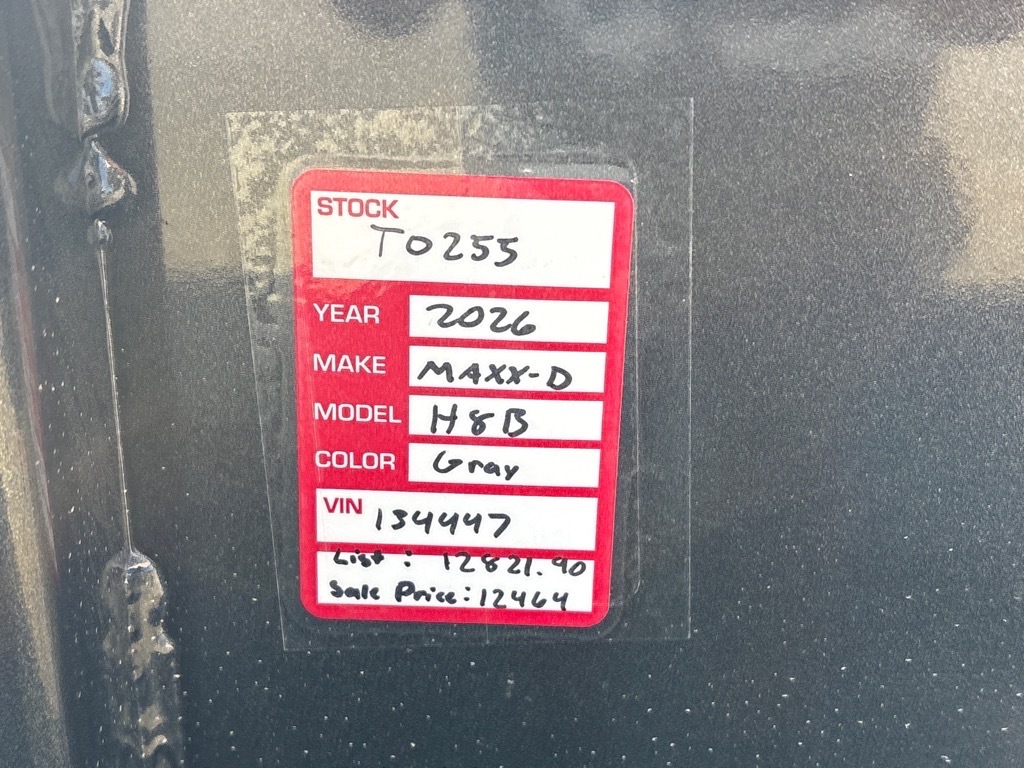 STOCK
T0255
YEAR 2026
MAKE MAXX-D
MODEL H8B
COLOR Gray
VIN 134447
List: 12821.90
Sale Price: 12464